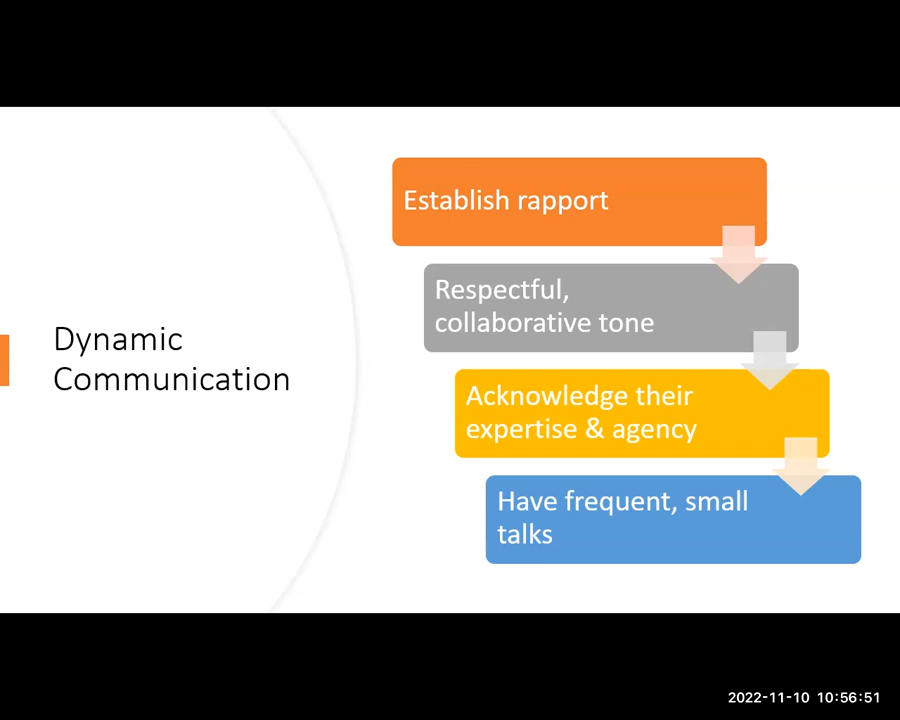 Dynamic
Communication
Establish rapport
Respectful,
collaborative tone
Acknowledge their
expertise & agency
Have frequent, small
talks
2022-11-10 10:56:51